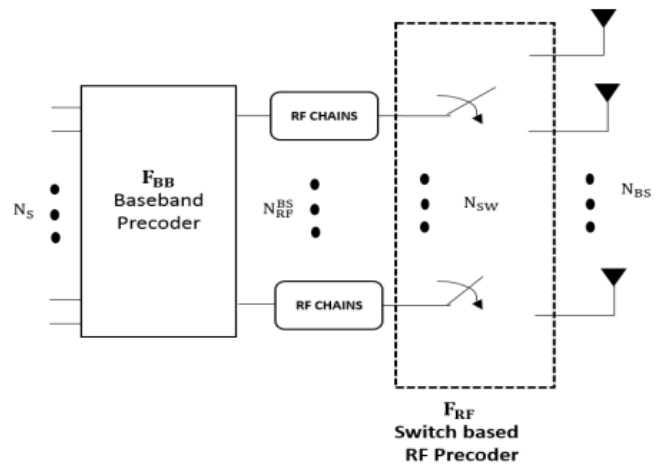 RF CHAINS
F_BB
Baseband
Precoder
N_S
N_RF^BS
N_SW
N_BS
RF CHAINS
F_RF
Switch based
RF Precoder